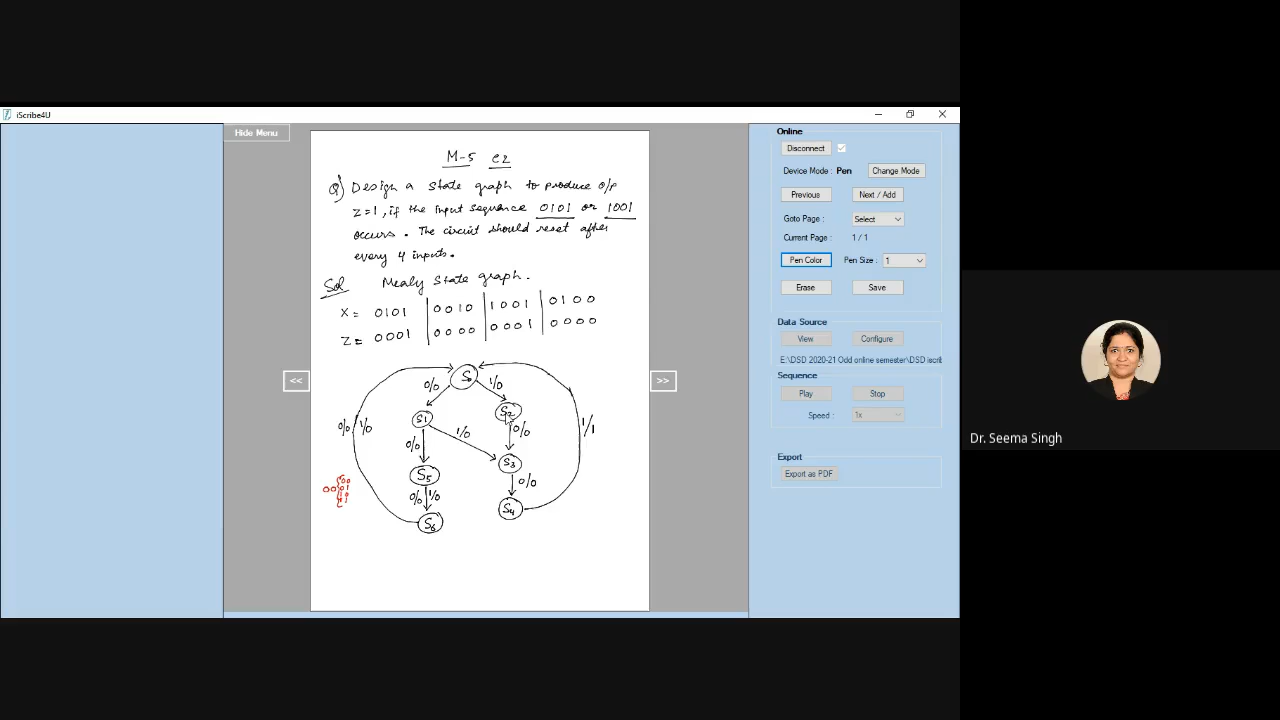 iScribe4U
Hide Menu
M-5 e2
Q) Design a state graph to produce o/p
z=1, if the input sequence 0101 or 1001
occurs. The circuit should reset after
every 4 inputs.
Sol Mealy State graph.
X = 0101 | 0010 | 1001 | 0100
Z = 0001 | 0000 | 0001 | 0000
S0
0/0 1/0
S1 S2
0/0 1/0 0/0
0/0 1/0 1/1
S5 S3
0/0 1/0 0/0
S6 S4
00 00
01
10
11
<<
>>
Online
Disconnect
Device Mode : Pen Change Mode
Previous Next / Add
Goto Page : Select
Current Page : 1 / 1
Pen Color Pen Size : 1
Erase Save
Data Source
View Configure
E:\DSD 2020-21 Odd online semester\DSD iscrib
Sequence
Play Stop
Speed : 1x
Export
Export as PDF
Dr. Seema Singh